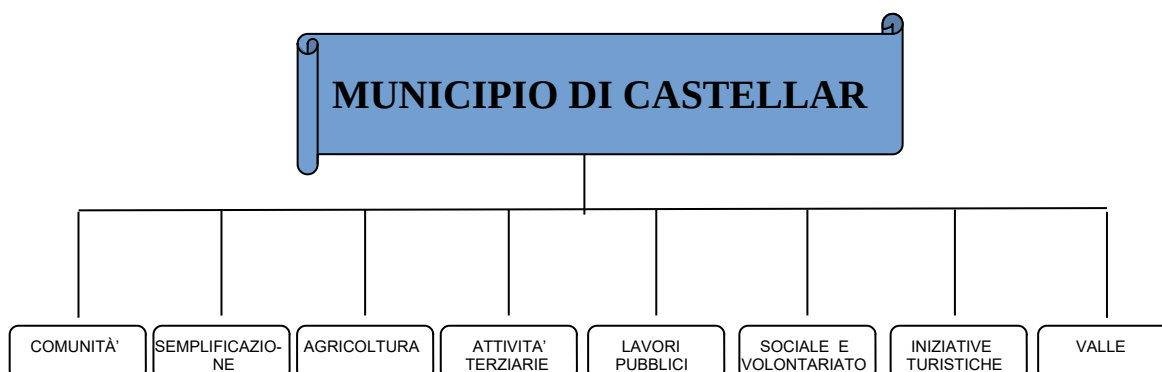 MUNICIPIO DI CASTELLAR
COMUNITÀ'
SEMPLIFICAZIO-
NE
AGRICOLTURA
ATTIVITA'
TERZIARIE
LAVORI
PUBBLICI
SOCIALE E
VOLONTARIATO
INIZIATIVE
TURISTICHE
VALLE